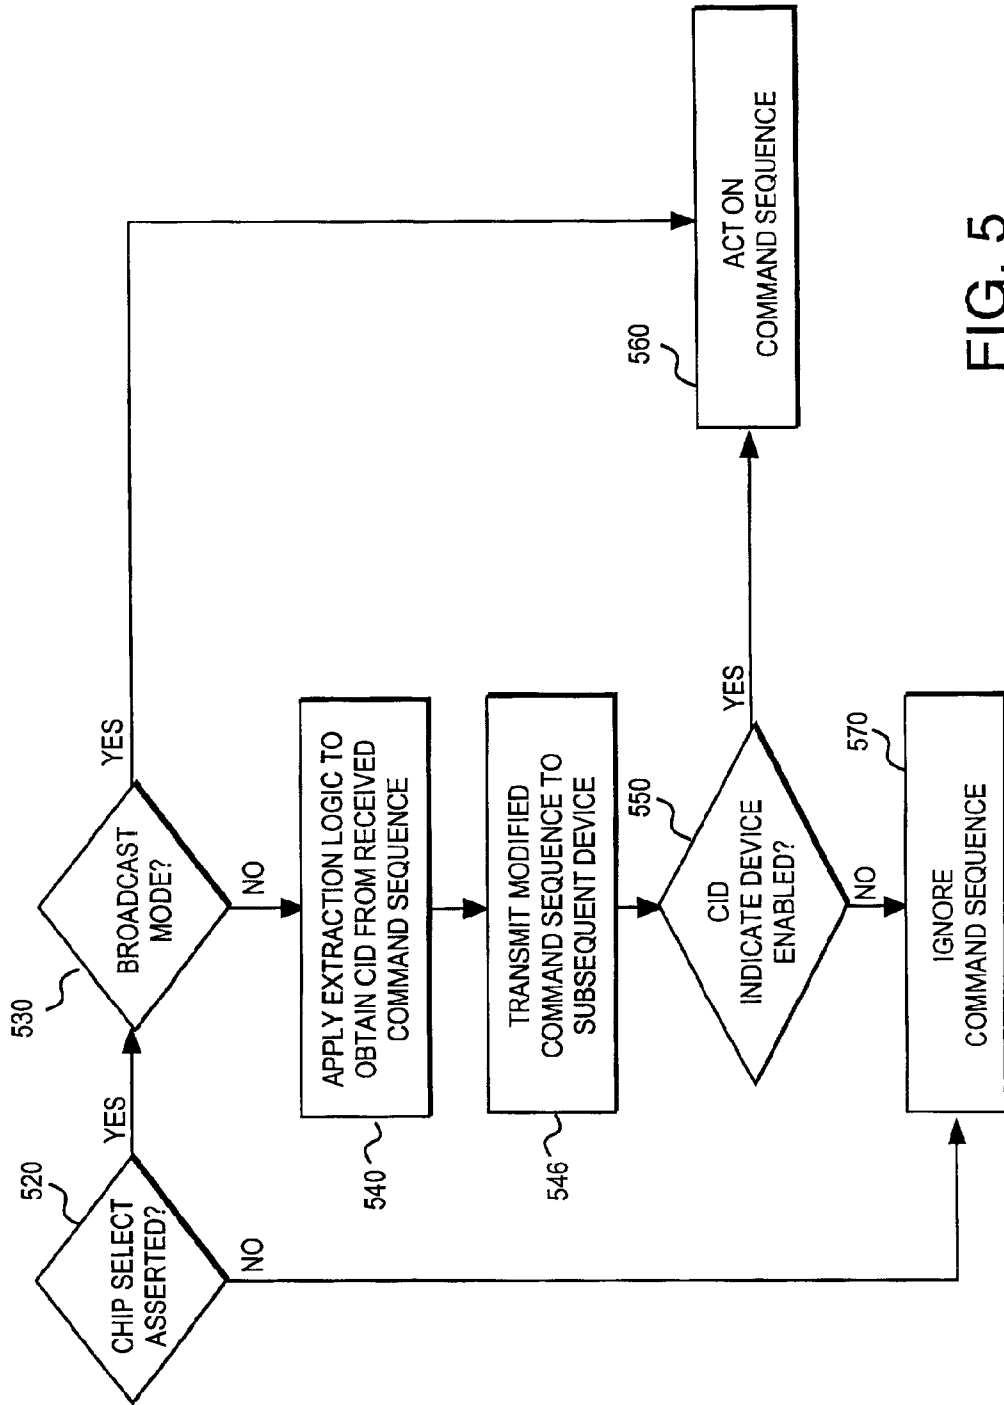 520
CHIP SELECT
ASSERTED?
YES
NO
530
BROADCAST
MODE?
YES
NO
540
APPLY EXTRACTION LOGIC TO
OBTAIN CID FROM RECEIVED
COMMAND SEQUENCE
546
TRANSMIT MODIFIED
COMMAND SEQUENCE TO
SUBSEQUENT DEVICE
550
CID
INDICATE DEVICE
ENABLED?
YES
NO
560
ACT ON
COMMAND SEQUENCE
570
IGNORE
COMMAND SEQUENCE
FIG. 5